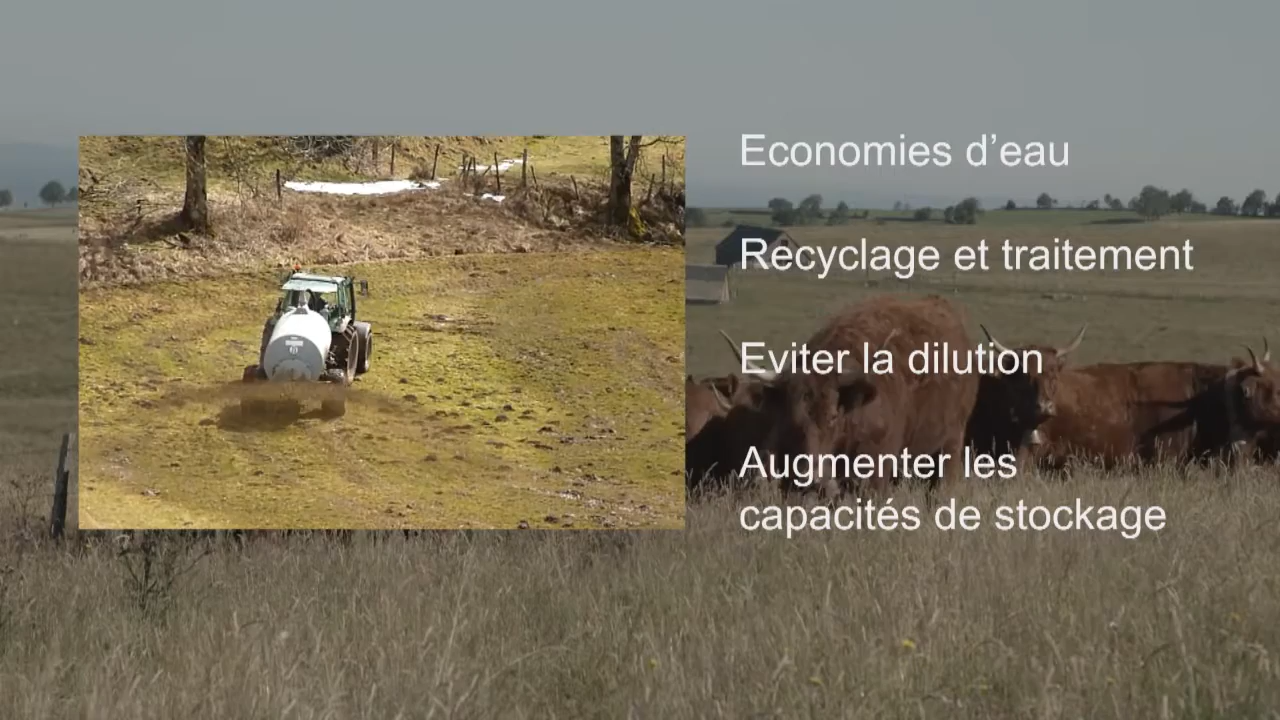 Economies d’eau
Recyclage et traitement
Eviter la dilution
Augmenter les
capacités de stockage